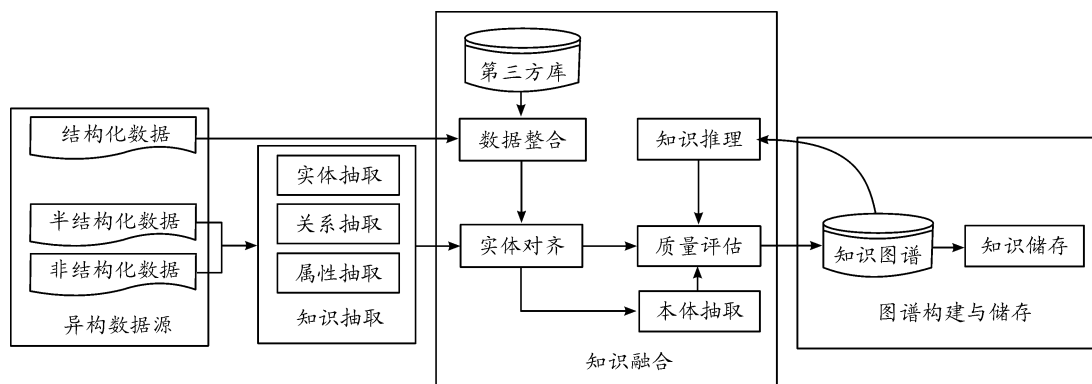 第三方库
结构化数据
数据整合
知识推理
实体抽取
半结构化数据
关系抽取
实体对齐
质量评估
知识图谱
知识储存
非结构化数据
属性抽取
本体抽取
异构数据源
知识抽取
图谱构建与储存
知识融合